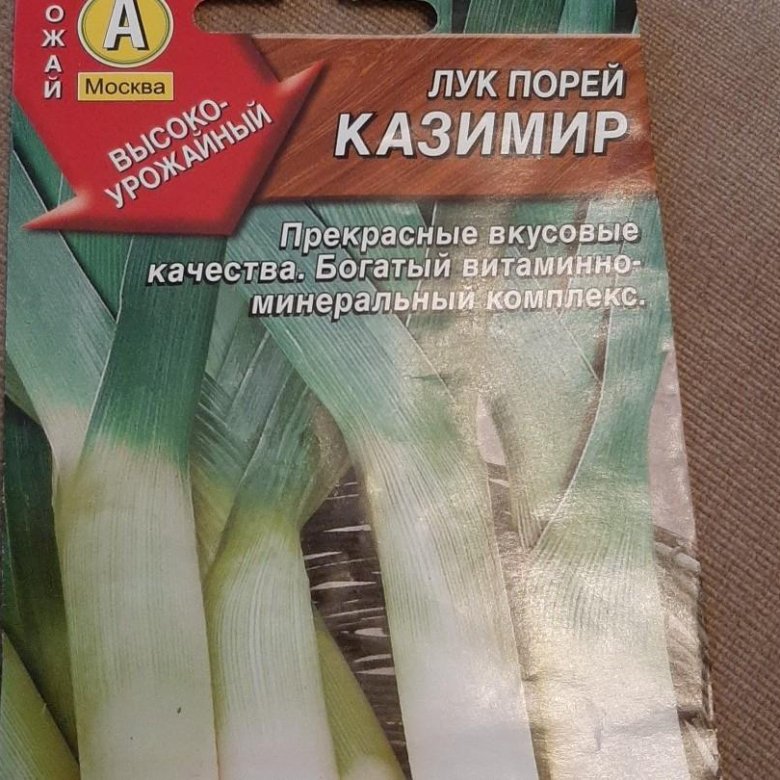 ОЖАЙ
А
Москва
ВЫСОКО-
УРОЖАЙНЫЙ
ЛУК ПОРЕЙ
КАЗИМИР
Прекрасные вкусовые
качества. Богатый витаминно-
минеральный комплекс.